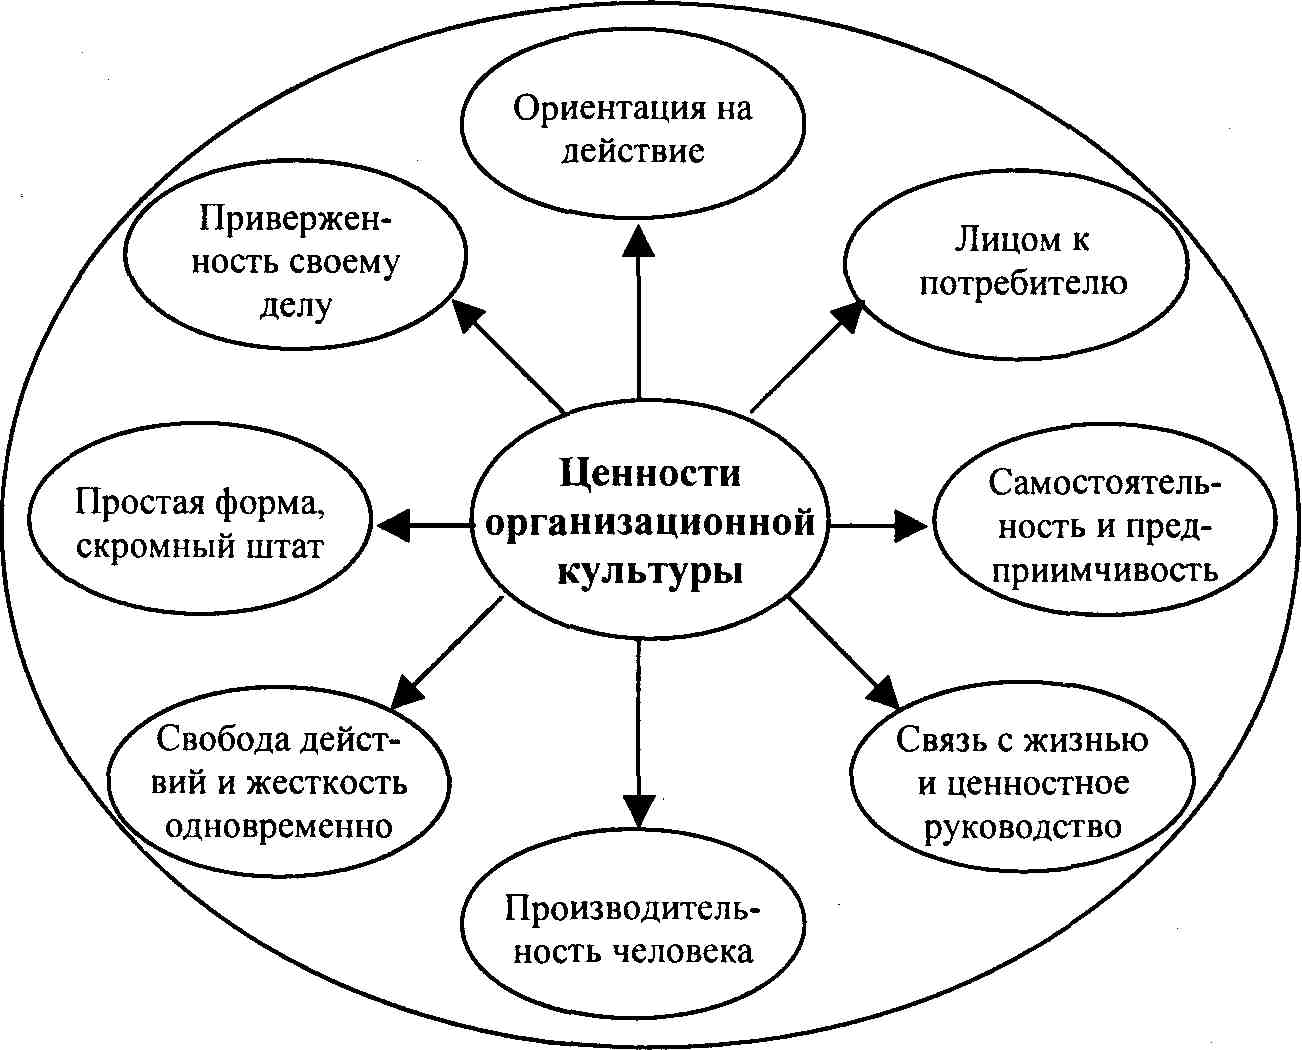 Ориентация на
действие
Привержен-
ность своему
делу
Лицом к
потребителю
Простая форма,
скромный штат
Ценности
организационной
культуры
Самостоятель-
ность и пред-
приимчивость
Свобода дейст-
вий и жесткость
одновременно
Связь с жизнью
и ценностное
руководство
Производитель-
ность человека